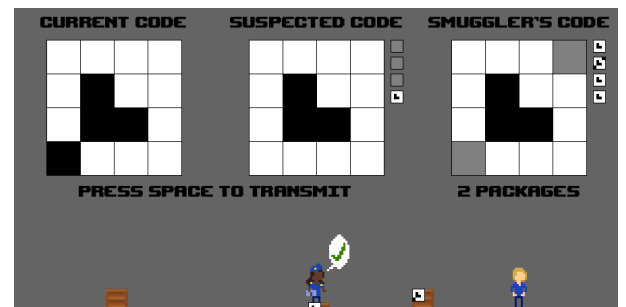 CURRENT CODE
SUSPECTED CODE
SMUGGLER'S CODE
PRESS SPACE TO TRANSMIT
2 PACKAGES